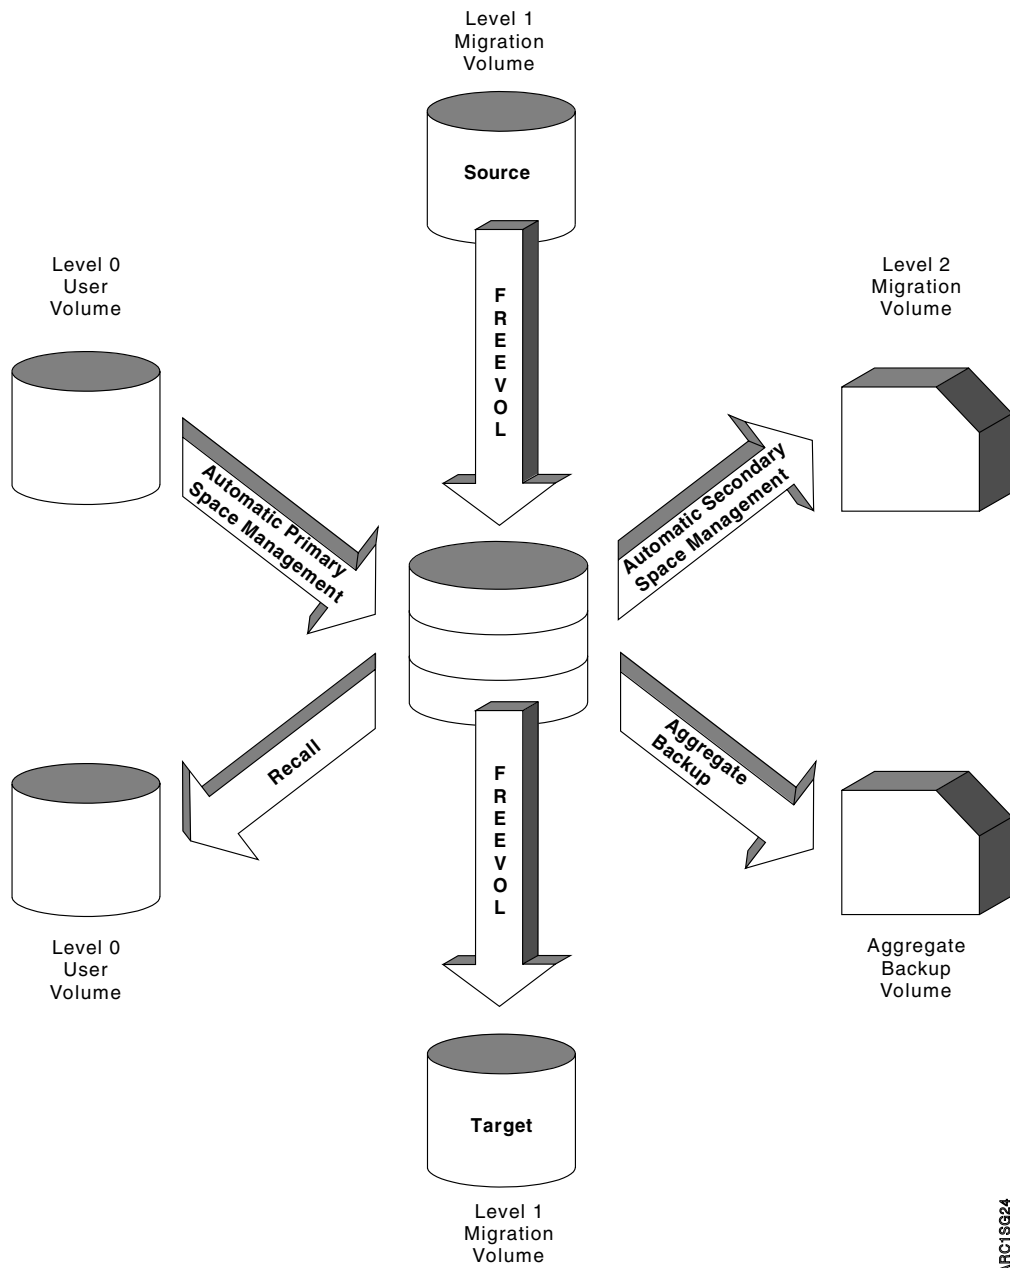 Level 1
Migration
Volume
Source
Level 0
User
Volume
Level 2
Migration
Volume
F
R
E
E
V
O
L
Automatic Primary
Space Management
Automatic Secondary
Space Management
Recall
Aggregate
Backup
F
R
E
E
V
O
L
Level 0
User
Volume
Aggregate
Backup
Volume
Target
Level 1
Migration
Volume
ARC1SG24